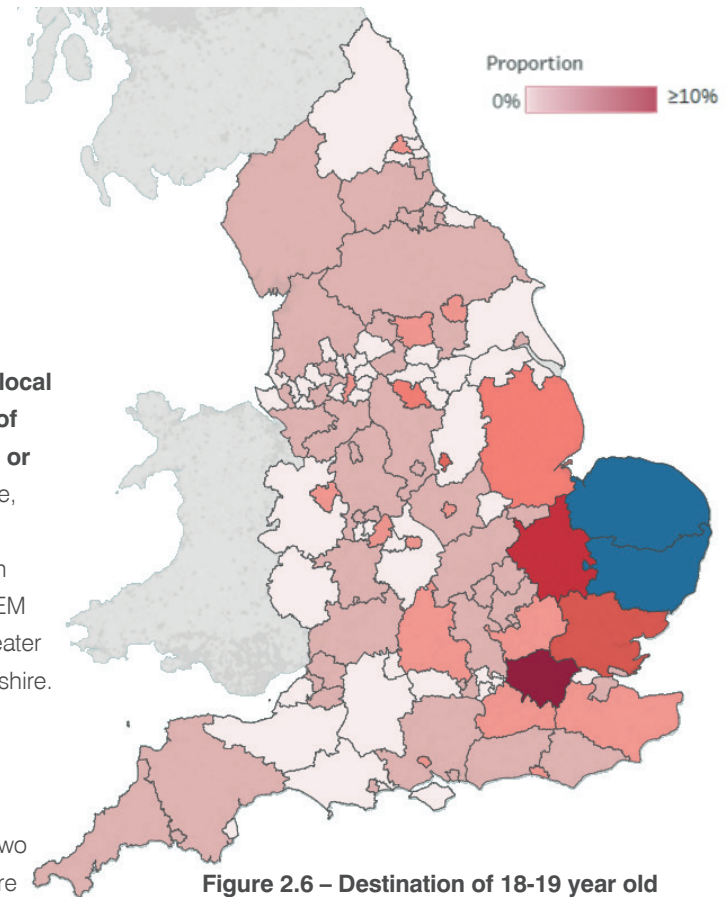 Proportion
0%
≥10%
local
of
or
e,
n
EM
eater
shire.
wo
re
Figure 2.6 – Destination of 18-19 year old